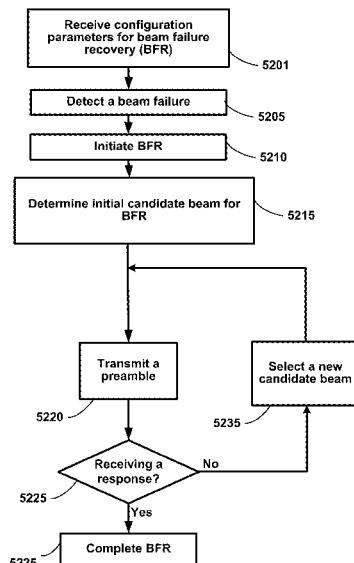 Receive configuration
parameters for beam failure
recovery (BFR)
5201
Detect a beam failure
5205
Initiate BFR
5210
Determine initial candidate beam for
BFR
5215
Transmit a
preamble
5220
Select a new
candidate beam
5235
Receiving a
response?
5225
No
Yes
Complete BFR